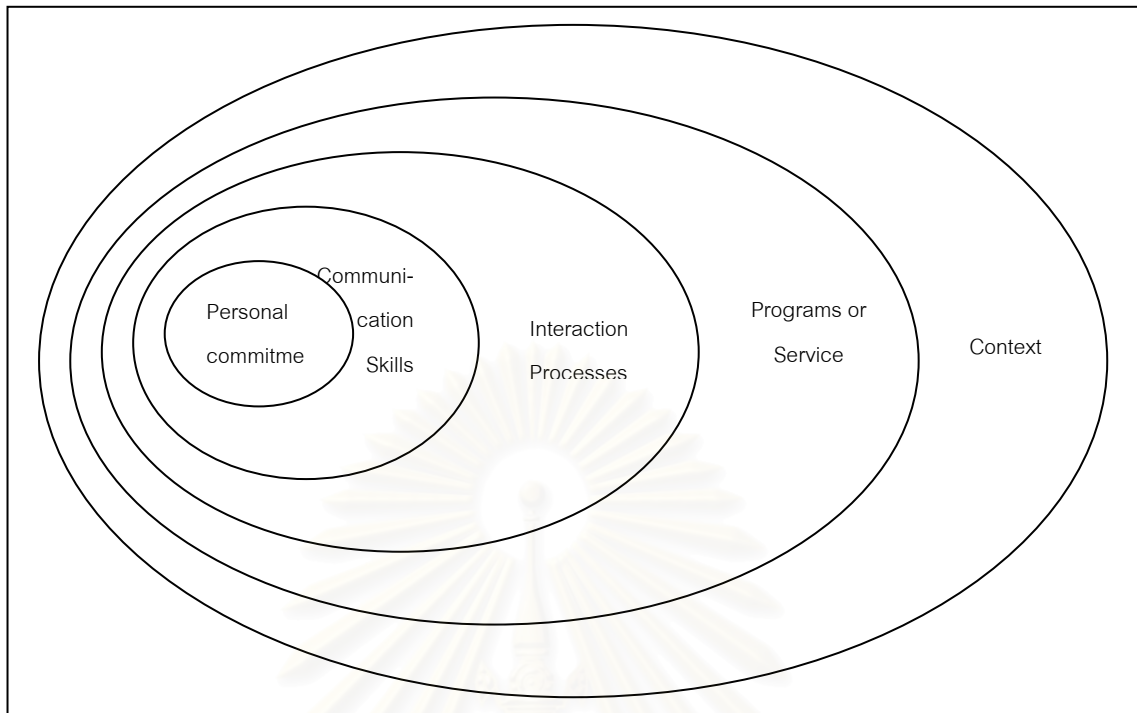 Personal
commitme
Communi-
cation
Skills
Interaction
Processes
Programs or
Service
Context